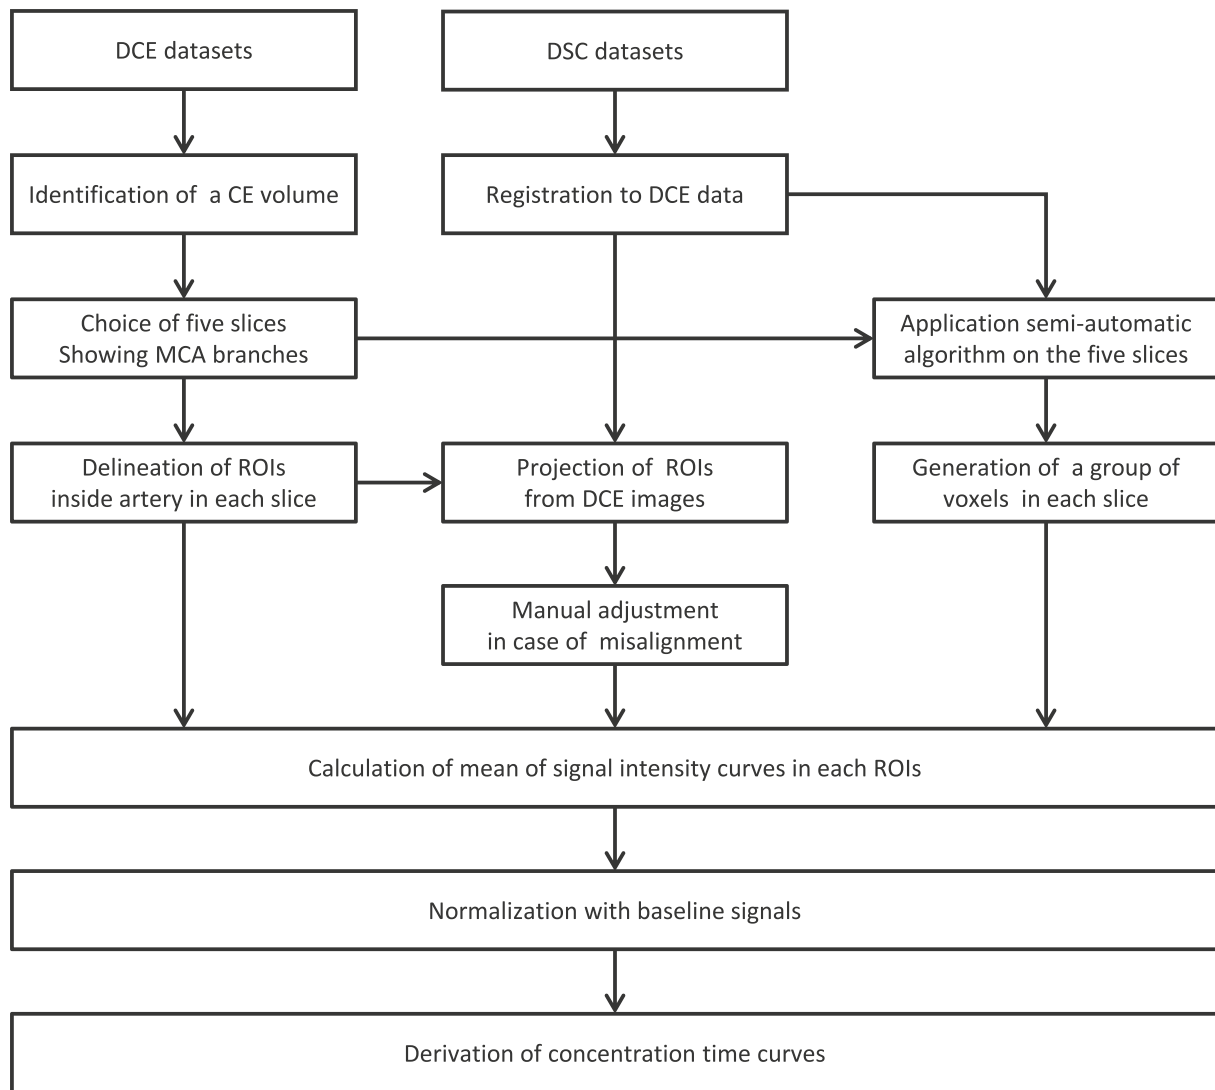 DCE datasets
DSC datasets
Identification of a CE volume
Registration to DCE data
Choice of five slices
Showing MCA branches
Application semi-automatic
algorithm on the five slices
Delineation of ROIs
inside artery in each slice
Projection of ROIs
from DCE images
Generation of a group of
voxels in each slice
Manual adjustment
in case of misalignment
Calculation of mean of signal intensity curves in each ROIs
Normalization with baseline signals
Derivation of concentration time curves